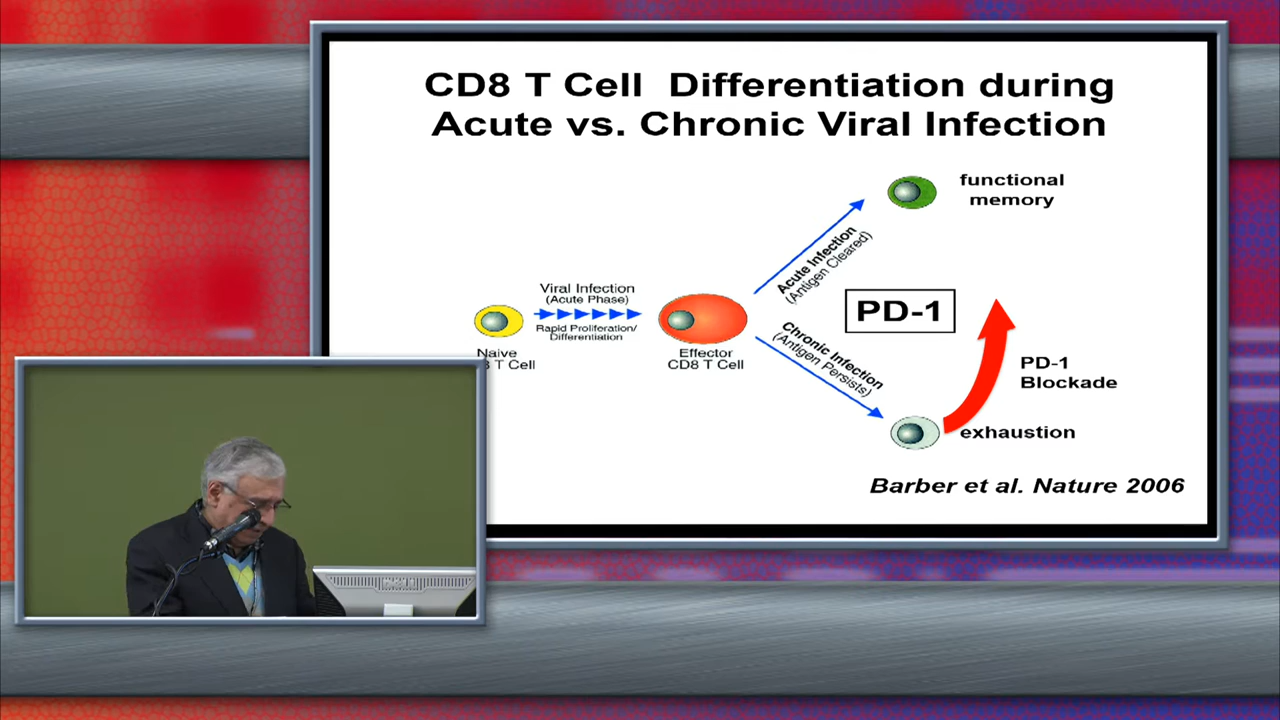 CD8 T Cell Differentiation during
Acute vs. Chronic Viral Infection
functional
memory
Acute Infection
(Antigen Cleared)
Viral Infection
(Acute Phase)
Rapid Proliferation/
Differentiation
Naive
8 T Cell
Effector
CD8 T Cell
PD-1
Chronic Infection
(Antigen Persists)
PD-1
Blockade
exhaustion
Barber et al. Nature 2006